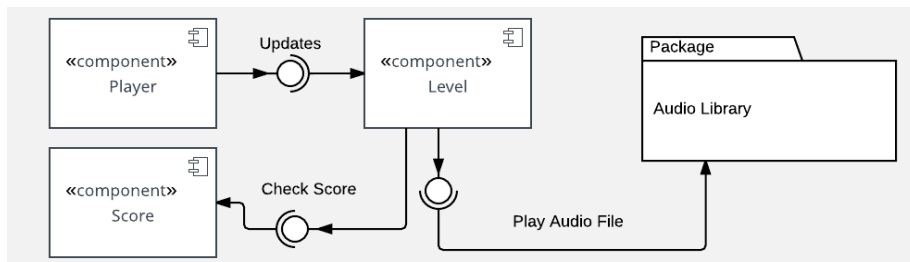 «component»
Player
Updates
«component»
Level
Package
Audio Library
«component»
Score
Check Score
Play Audio File